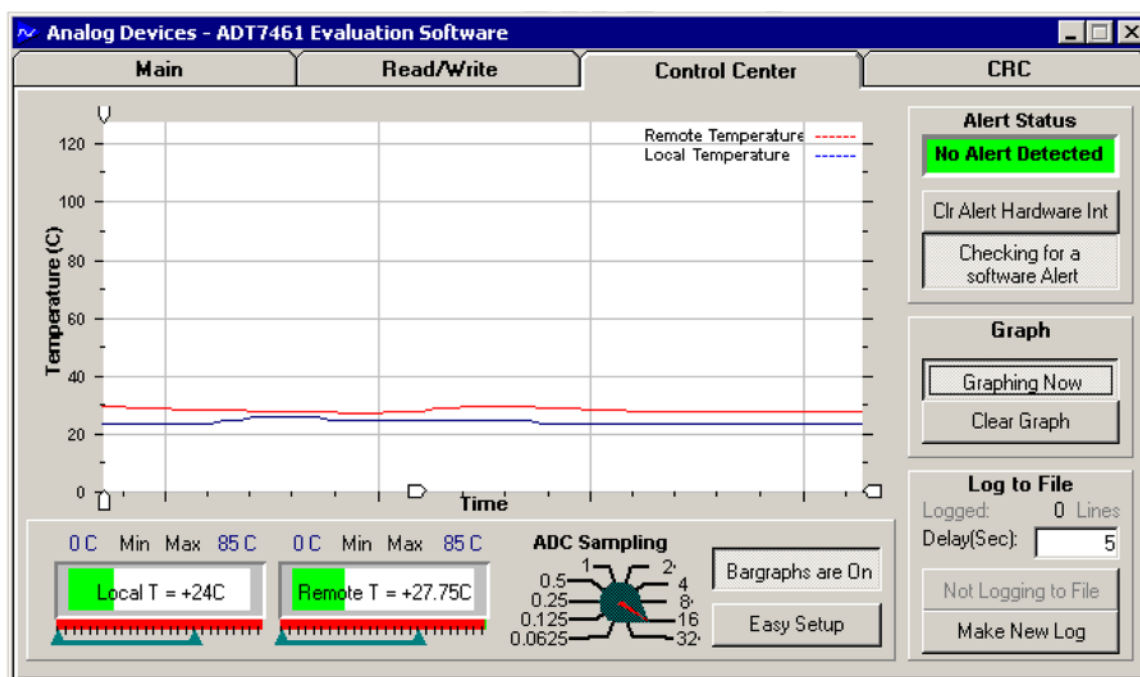 Analog Devices - ADT7461 Evaluation Software
Main Read/Write Control Center CRC
Remote Temperature
Local Temperature
Temperature (C)
120
100
80
60
40
20
0
Time
Alert Status
No Alert Detected
Clr Alert Hardware Int
Checking for a
software Alert
Graph
Graphing Now
Clear Graph
Log to File
Logged: 0 Lines
Delay(Sec): 5
Not Logging to File
Make New Log
0 C Min Max 85 C
Local T = +24C
0 C Min Max 85 C
Remote T = +27.75C
ADC Sampling
1 2
0.5 4
0.25 8
0.125 16
0.0625 32
Bargraphs are On
Easy Setup